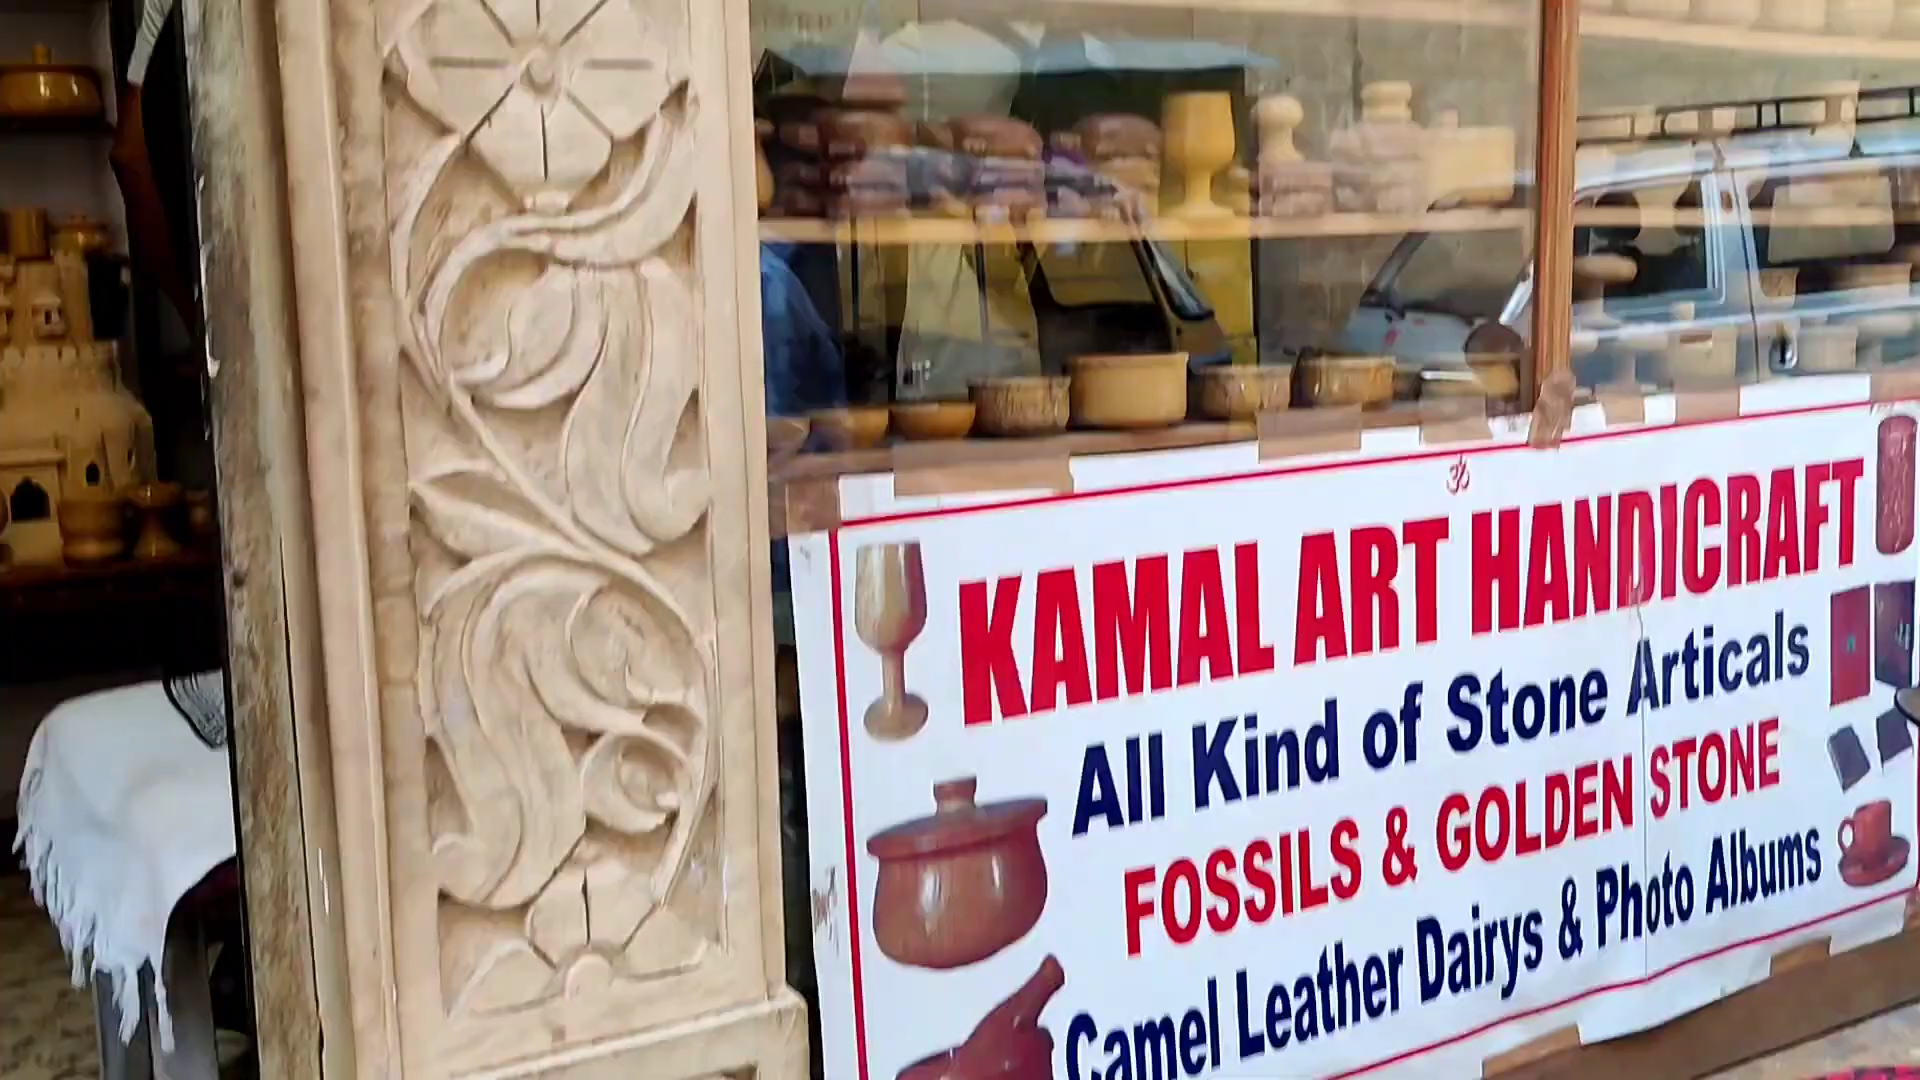 ॐ
KAMAL ART HANDICRAFT
All Kind of Stone Articals
FOSSILS & GOLDEN STONE
Camel Leather Dairys & Photo Albums